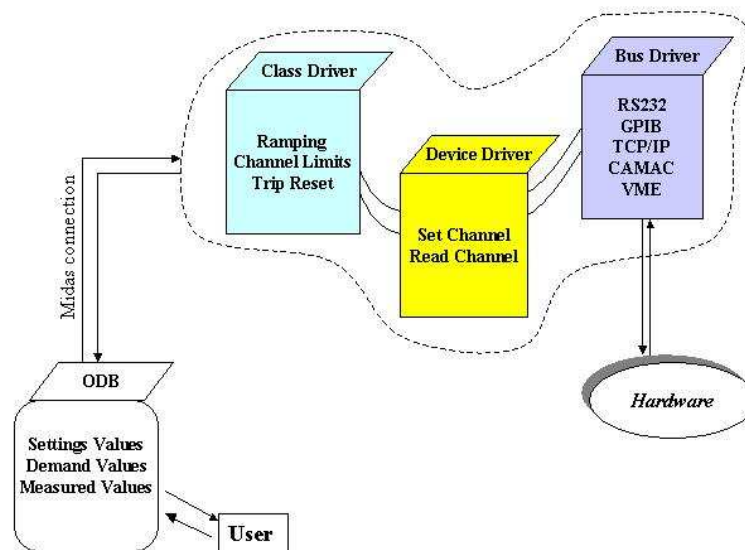 Class Driver
Ramping
Channel Limits
Trip Reset
Device Driver
Set Channel
Read Channel
Bus Driver
RS232
GPIB
TCP/IP
CAMAC
VME
Midas connection
ODB
Settings Values
Demand Values
Measured Values
User
Hardware